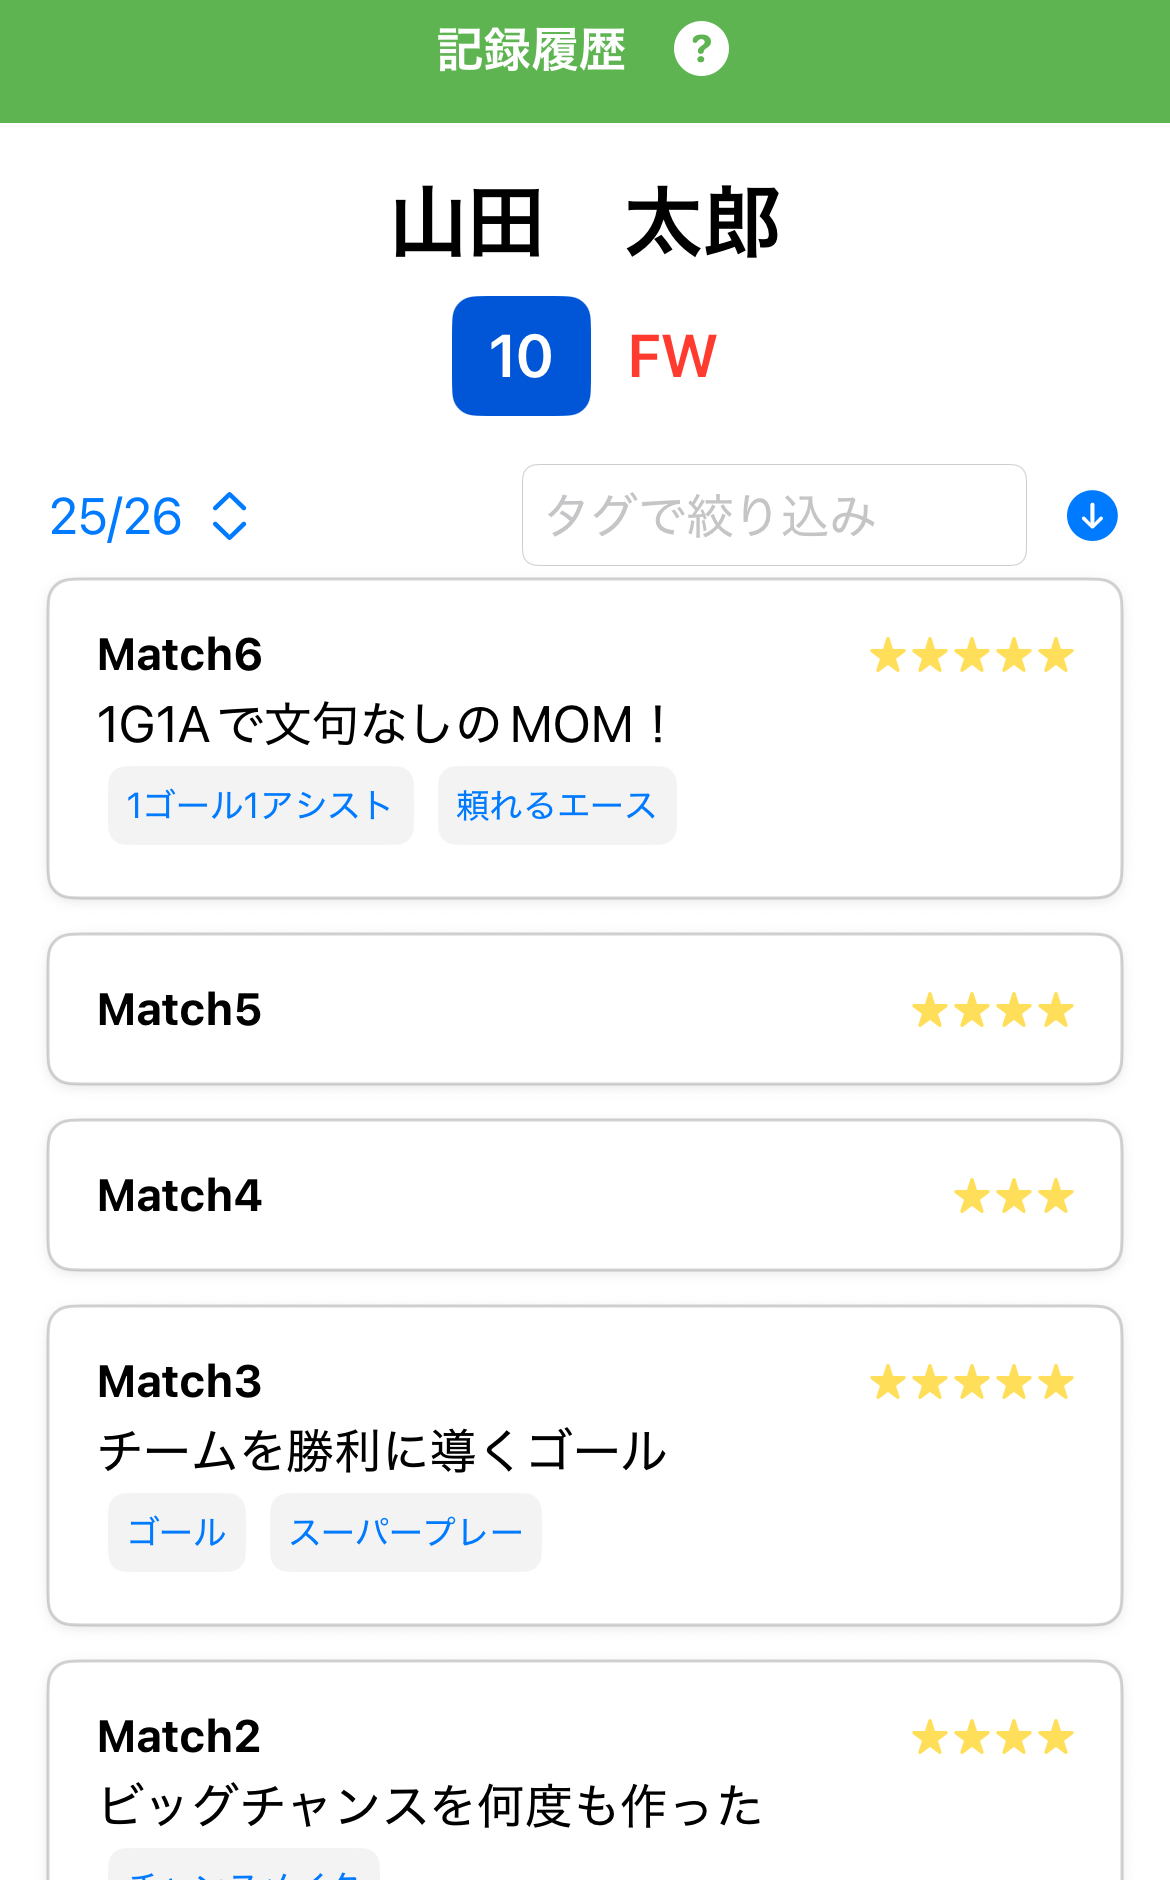 記録履歴 ?
山田　太郎
10 FW
25/26 タグで絞り込み
Match6
1G1Aで文句なしのMOM！
1ゴール1アシスト 頼れるエース
Match5
Match4
Match3
チームを勝利に導くゴール
ゴール スーパープレー
Match2
ビッグチャンスを何度も作った